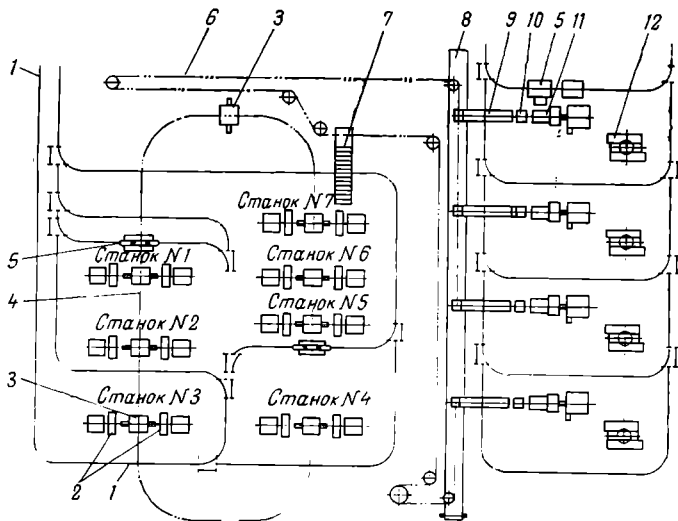 6 3 7 8 9 10 5 11 12
1
Станок N7
5
Станок N1 Станок N6
4
Станок N5
Станок N2
3
Станок N3 Станок N4
2 1